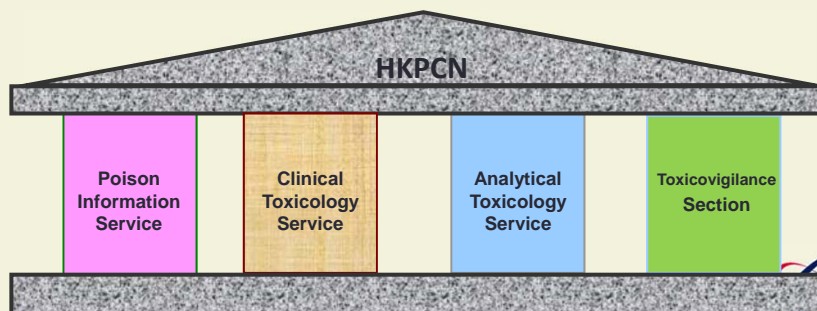 HKPCN
Poison
Information
Service
Clinical
Toxicology
Service
Analytical
Toxicology
Service
Toxicovigilance
Section